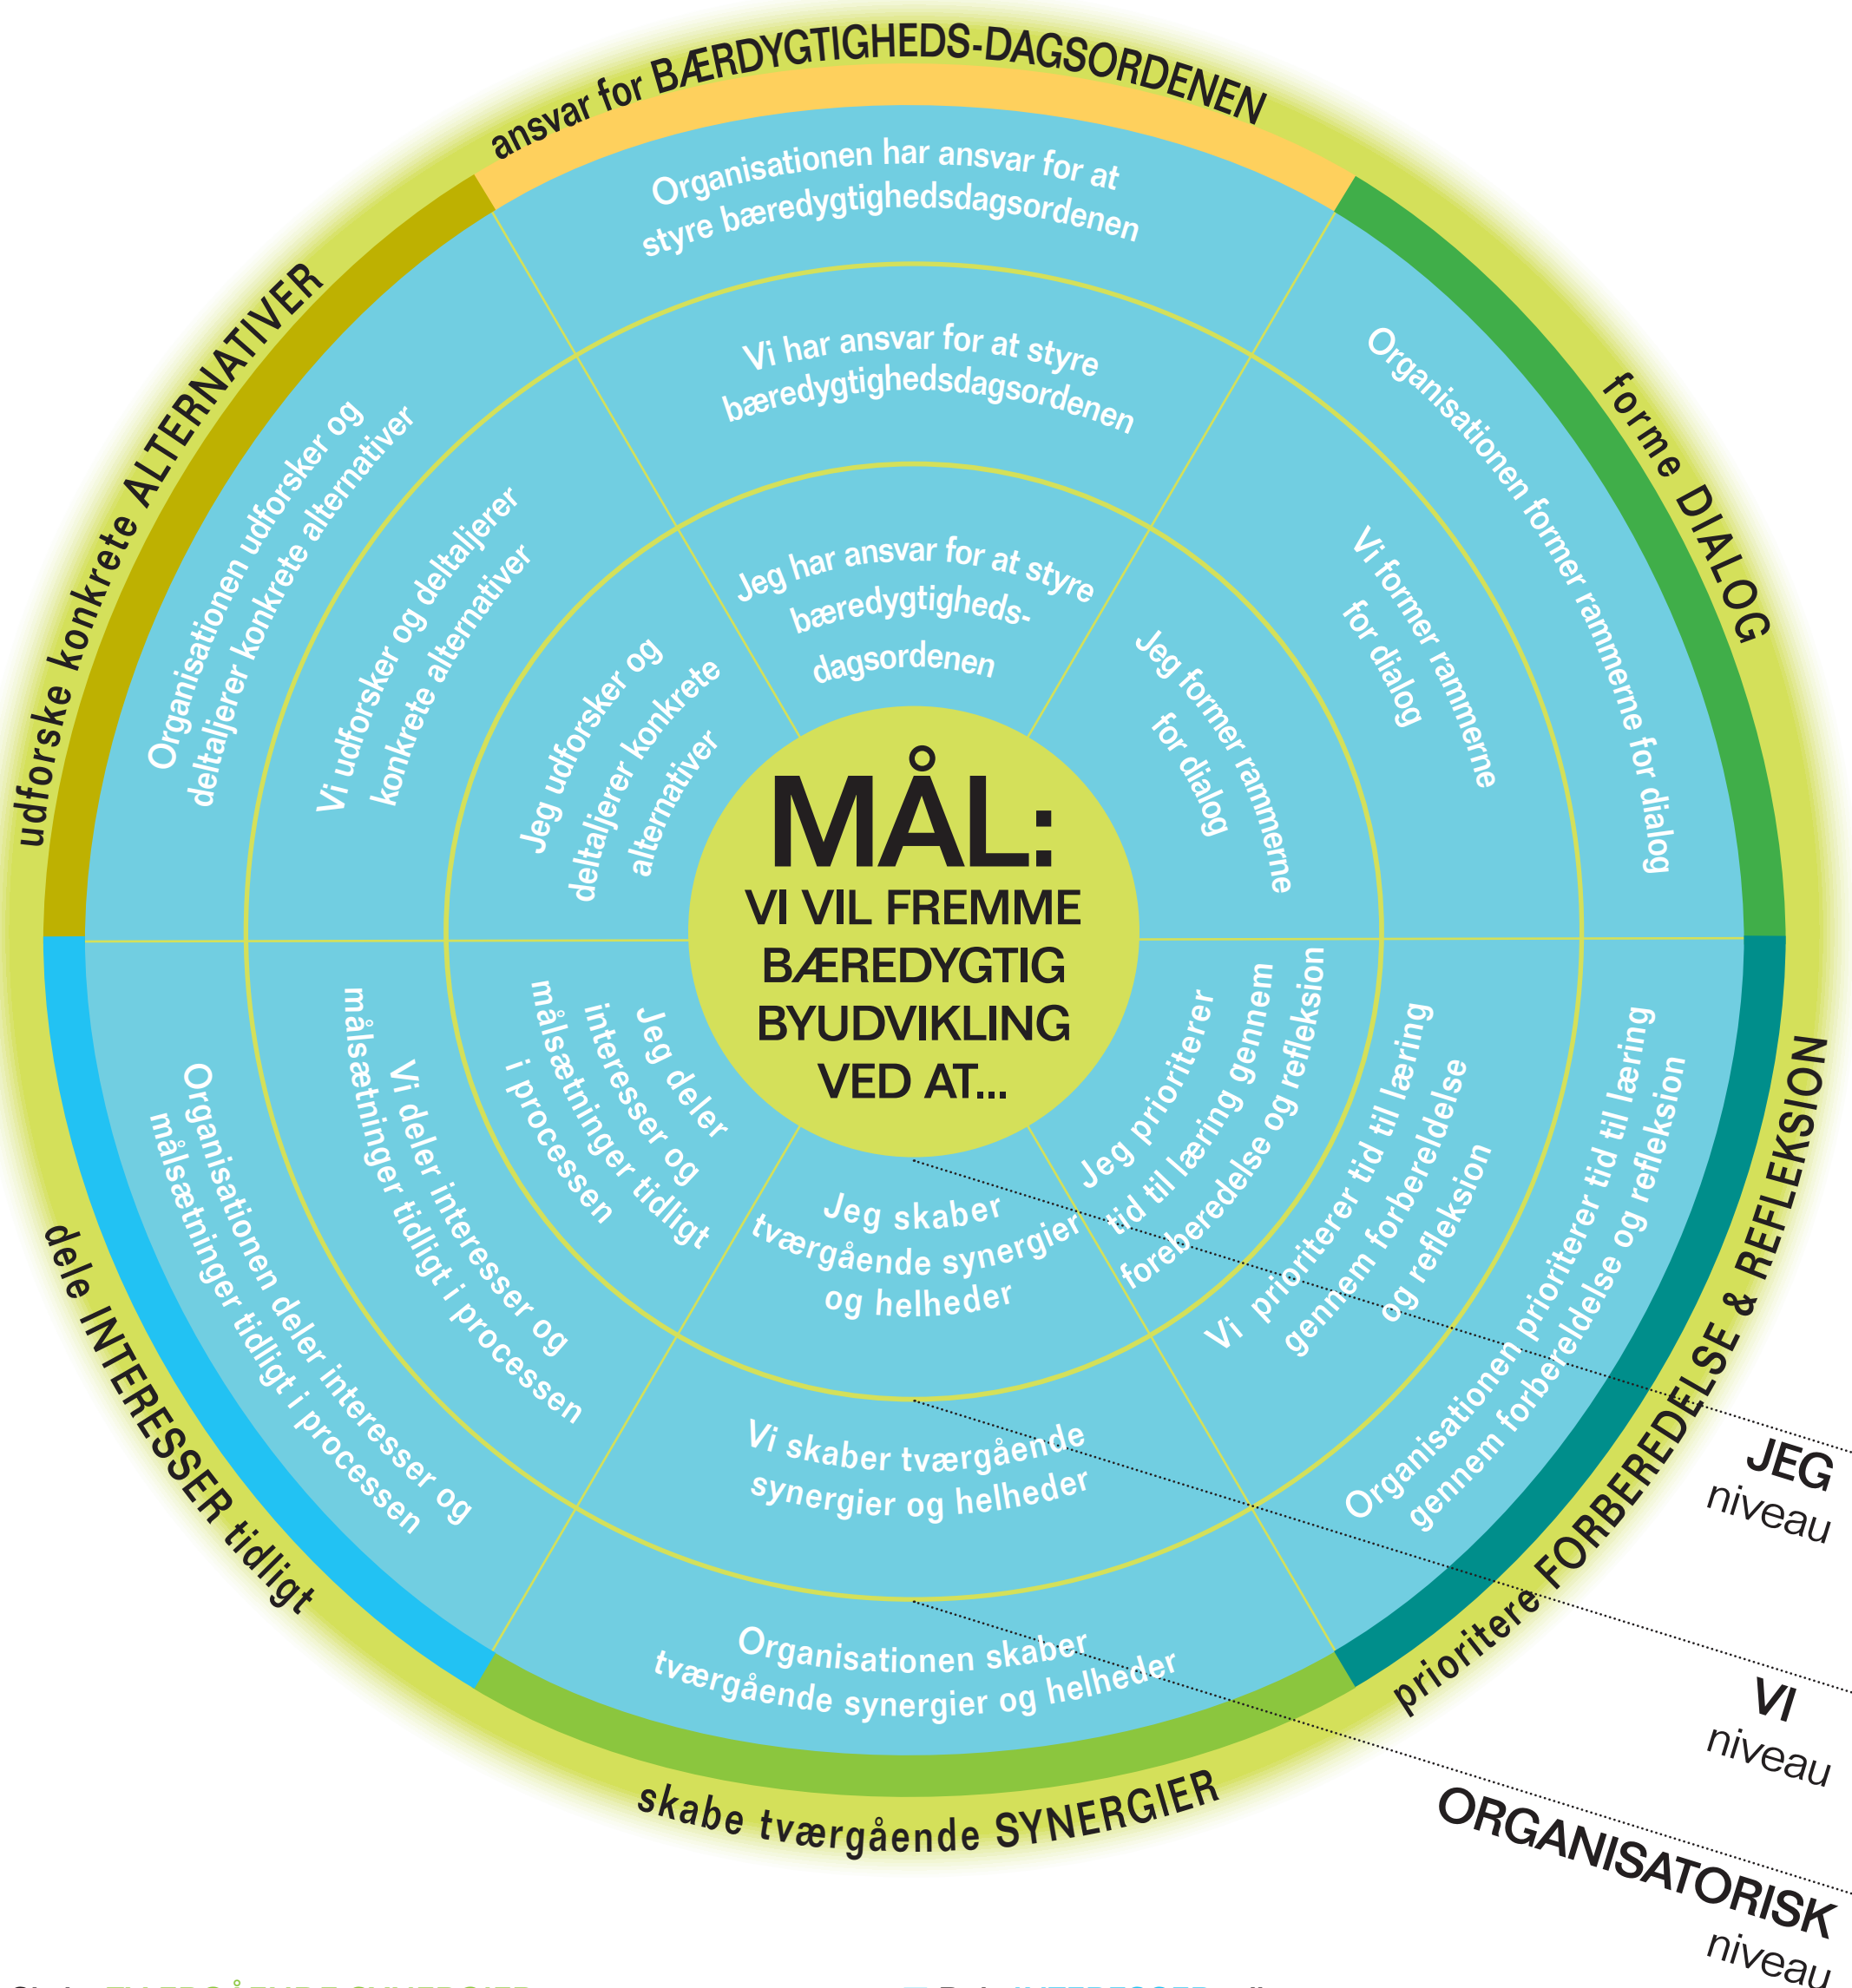 ansvar for BÆRDYGTIGHEDS-DAGSORDENEN
Organisationen har ansvar for at
styre bæredygtighedsdagsordenen
Vi har ansvar for at styre
bæredygtighedsdagsordenen
Jeg har ansvar for at styre
bæredygtigheds-
dagsordenen
forme DIALOG
Organisationen former rammerne for dialog
Vi former rammerne
for dialog
Jeg former rammerne
for dialog
prioritere FORBEREDELSE & REFLEKSION
Organisationen prioriterer tid til læring
gennem forbereldelse og refleksion
Vi prioriterer tid til læring
gennem forbereldelse
og refleksion
Jeg prioriterer
tid til læring gennem
foreberedelse og refleksion
skabe tværgående SYNERGIER
Organisationen skaber
tværgående synergier og helheder
Vi skaber tværgående
synergier og helheder
Jeg skaber
tværgående synergier
og helheder
dele INTERESSER tidligt
Organisationen deler interesser og
målsætninger tidligt i processen
Vi deler interesser og
målsætninger tidligt i processen
Jeg deler
interesser og
målsætninger tidligt
i processen
udforske konkrete ALTERNATIVER
Organisationen udforsker og
deltaljerer konkrete alternativer
Vi udforsker og deltaljerer
konkrete alternativer
Jeg udforsker og
deltaljerer konkrete
alternativer
MÅL:
VI VIL FREMME
BÆREDYGTIG
BYUDVIKLING
VED AT...
JEG
niveau
VI
niveau
ORGANISATORISK
niveau